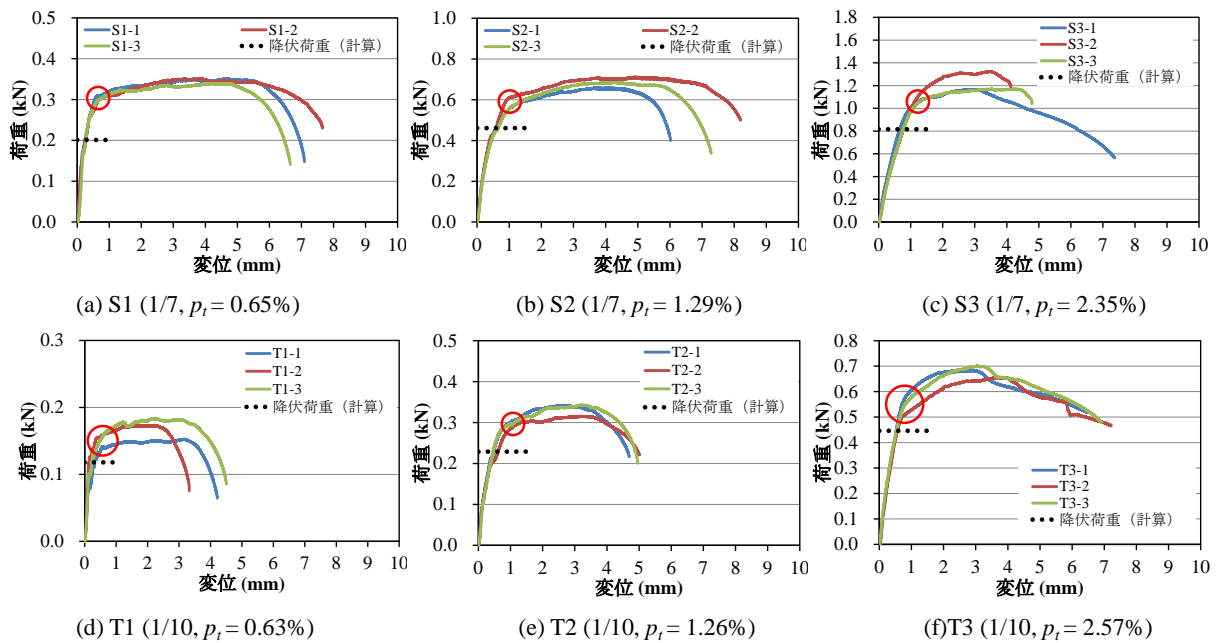 S1-1 S1-2
S1-3 降伏荷重（計算）
荷重 (kN)
0.5
0.4
0.3
0.2
0.1
0.0
0 1 2 3 4 5 6 7 8 9 10
変位 (mm)
(a) S1 (1/7, pt = 0.65%)
S2-1 S2-2
S2-3 降伏荷重（計算）
荷重 (kN)
1.0
0.8
0.6
0.4
0.2
0.0
0 1 2 3 4 5 6 7 8 9 10
変位 (mm)
(b) S2 (1/7, pt = 1.29%)
S3-1
S3-2
S3-3
降伏荷重（計算）
荷重 (kN)
1.8
1.6
1.4
1.2
1.0
0.8
0.6
0.4
0.2
0.0
0 1 2 3 4 5 6 7 8 9 10
変位 (mm)
(c) S3 (1/7, pt = 2.35%)
T1-1
T1-2
T1-3
降伏荷重（計算）
荷重 (kN)
0.3
0.2
0.1
0.0
0 1 2 3 4 5 6 7 8 9 10
変位 (mm)
(d) T1 (1/10, pt = 0.63%)
T2-1
T2-2
T2-3
降伏荷重（計算）
荷重 (kN)
0.5
0.4
0.3
0.2
0.1
0.0
0 1 2 3 4 5 6 7 8 9 10
変位 (mm)
(e) T2 (1/10, pt = 1.26%)
T3-1
T3-2
T3-3
降伏荷重（計算）
荷重 (kN)
0.8
0.7
0.6
0.5
0.4
0.3
0.2
0.1
0.0
0 1 2 3 4 5 6 7 8 9 10
変位 (mm)
(f)T3 (1/10, pt = 2.57%)